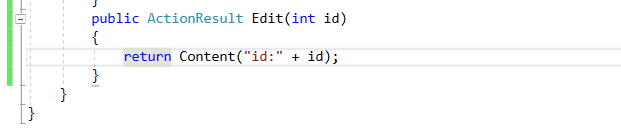 }
public ActionResult Edit(int id)
{
return Content("id:" + id);
}
}
}